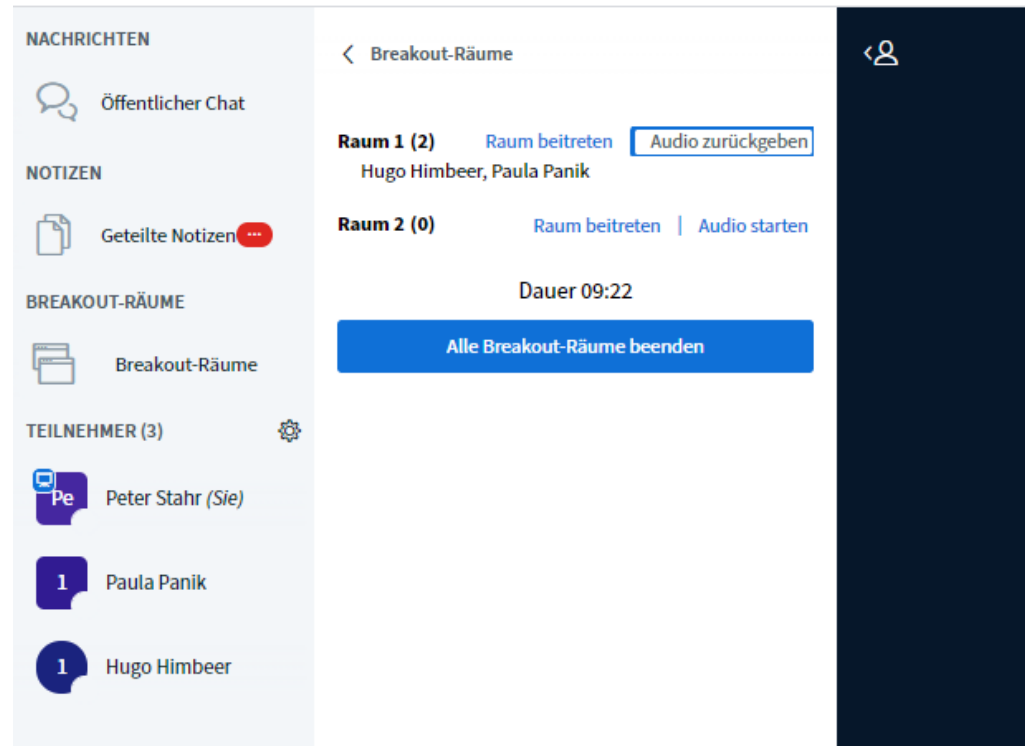 NACHRICHTEN
Öffentlicher Chat
NOTIZEN
Geteilte Notizen ...
BREAKOUT-RÄUME
Breakout-Räume
TEILNEHMER (3)
Pe Peter Stahr (Sie)
1 Paula Panik
1 Hugo Himbeer
Breakout-Räume
Raum 1 (2) Raum beitreten Audio zurückgeben
Hugo Himbeer, Paula Panik
Raum 2 (0) Raum beitreten | Audio starten
Dauer 09:22
Alle Breakout-Räume beenden